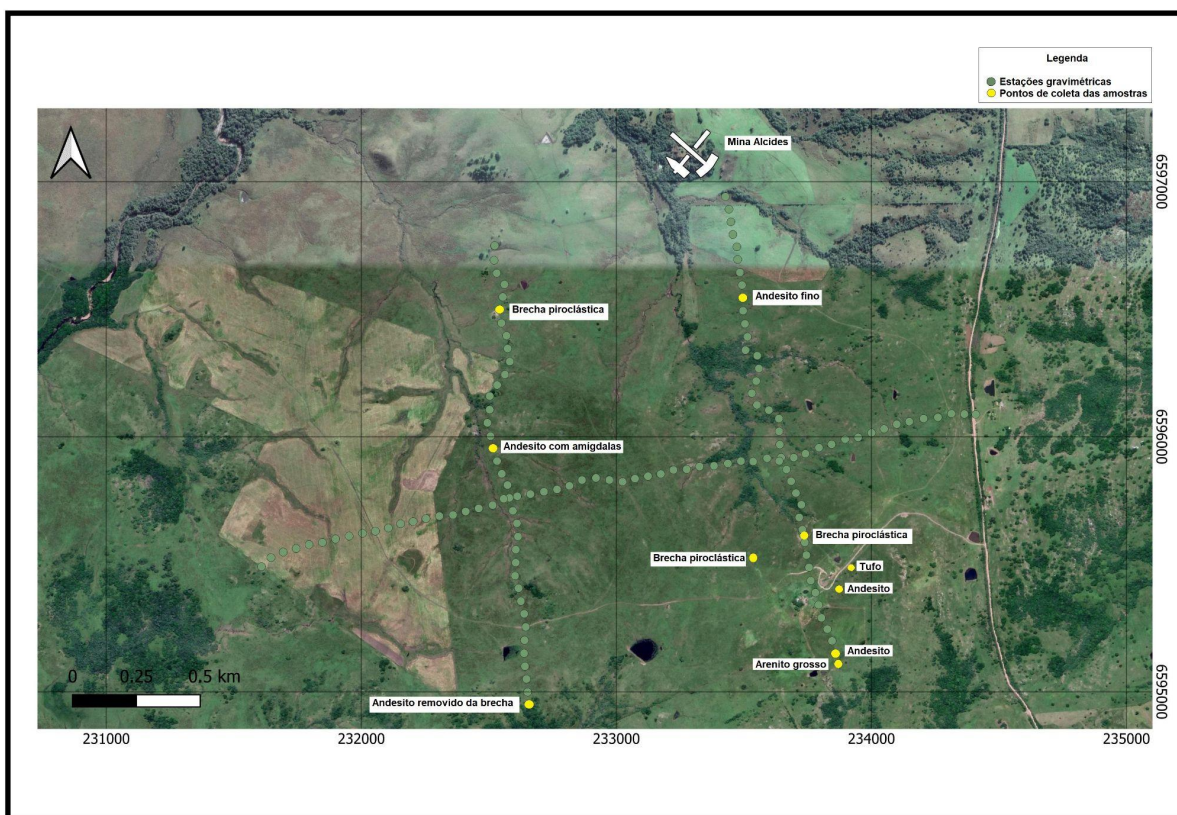 Legenda
Estações gravimétricas
Pontos de coleta das amostras
Mina Alcides
6597000
Andesito fino
Brecha piroclástica
6596000
Andesito com amígdalas
Brecha piroclástica
Brecha piroclástica
Tufo
Andesito
Andesito
Arenito grosso
0 0.25 0.5 km
Andesito removido da brecha
6595000
231000 232000 233000 234000 235000